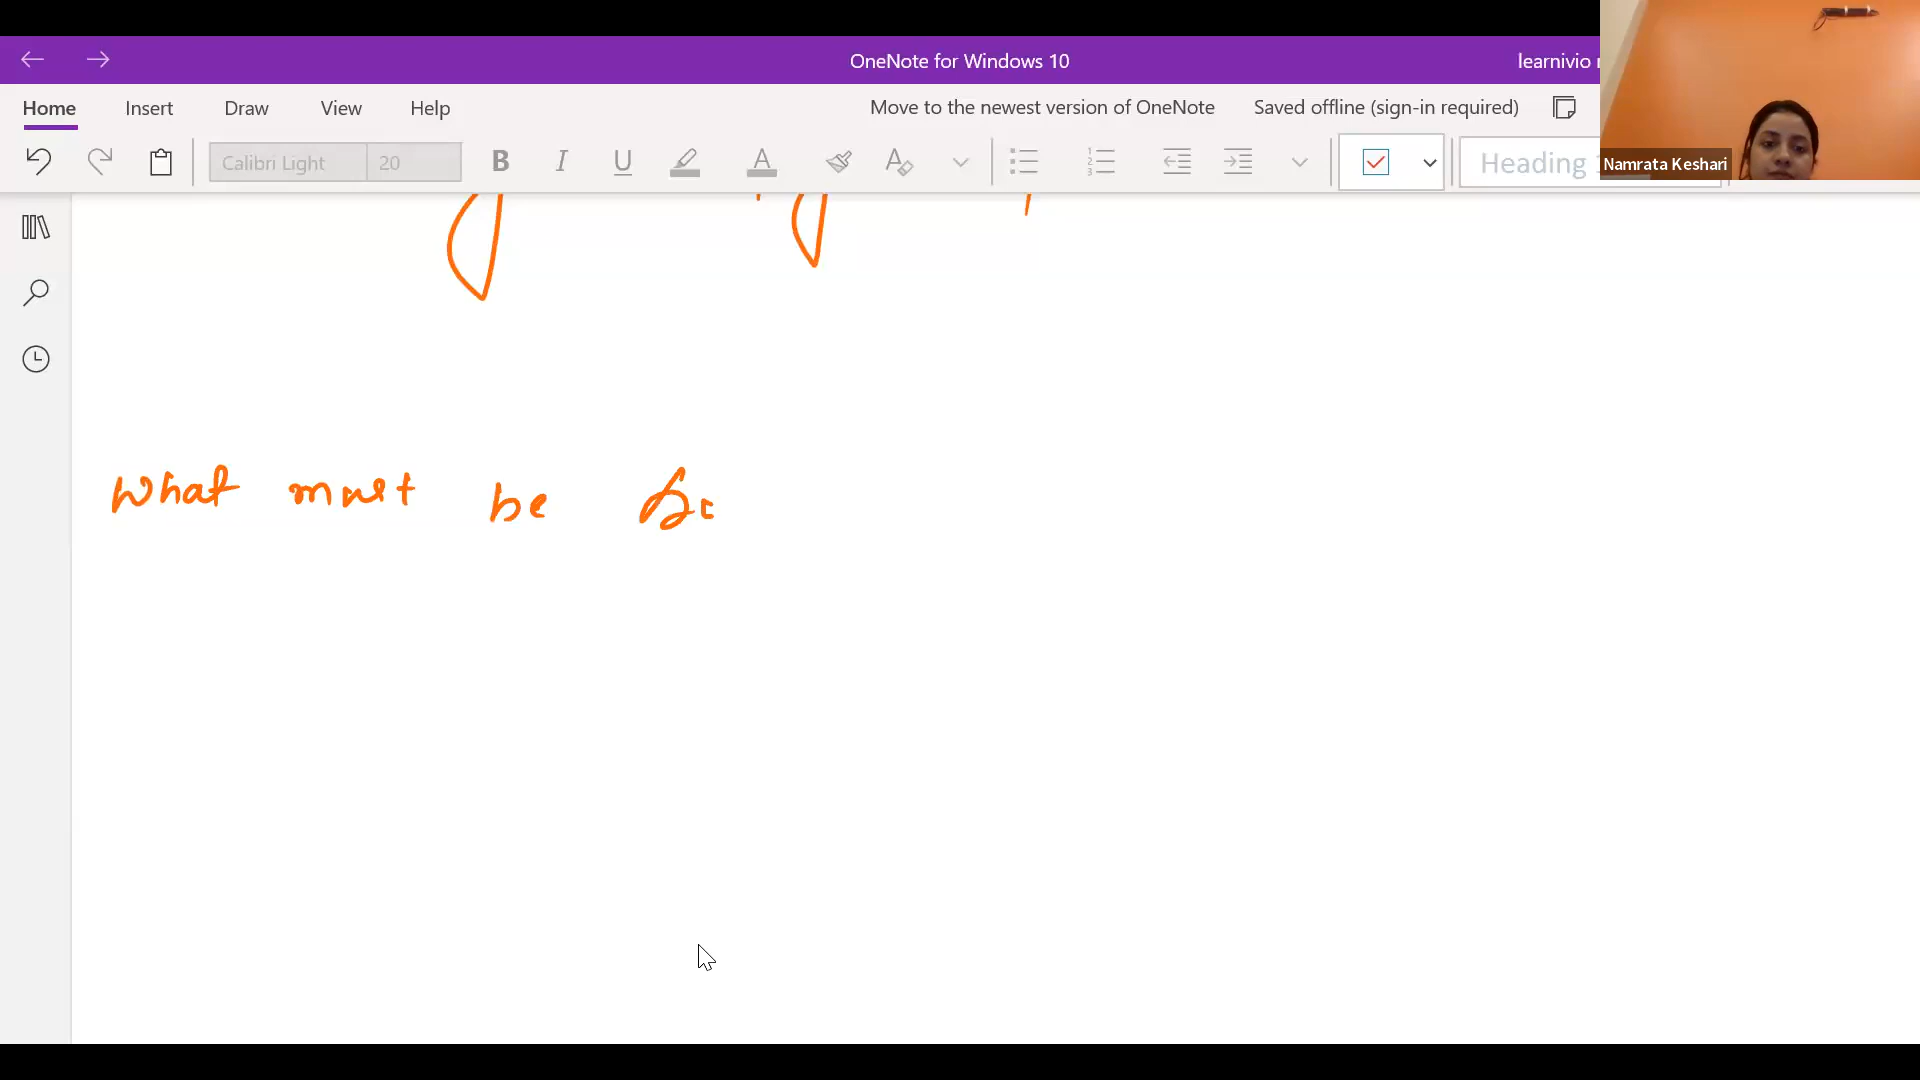 OneNote for Windows 10
learnivio
Home Insert Draw View Help
Move to the newest version of OneNote Saved offline (sign-in required)
Calibri Light 20 B I U A A Heading
Namrata Keshari
What must be